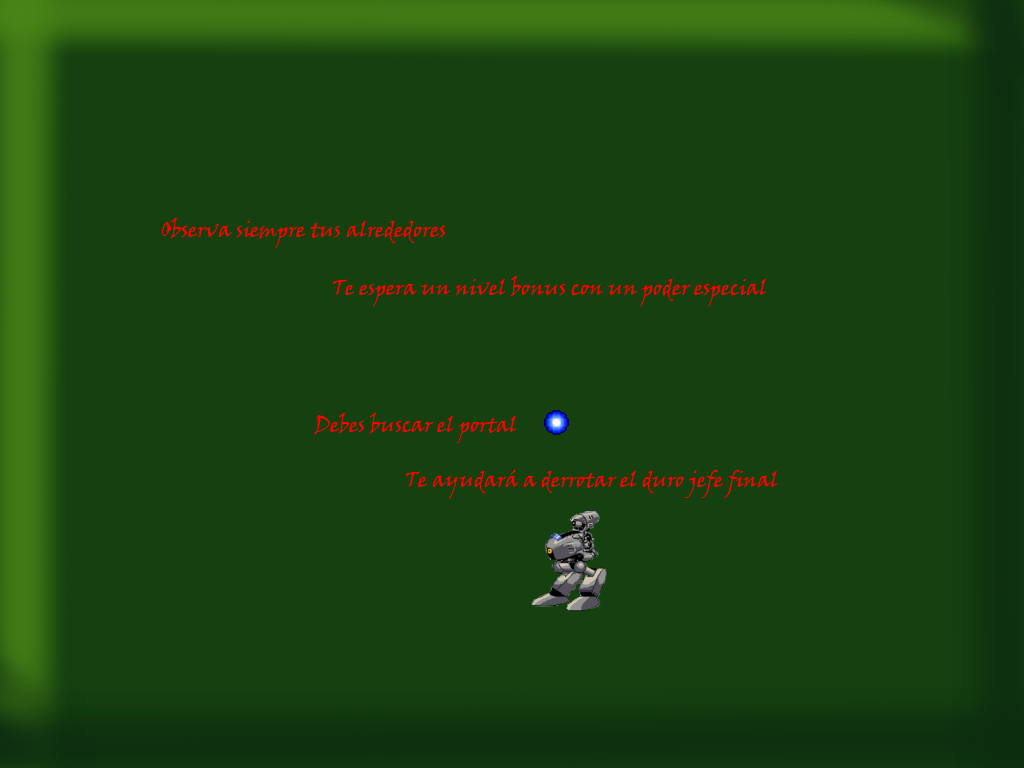 Observa siempre tus alrededores
Te espera un nivel bonus con un poder especial
Debes buscar el portal
Te ayudará a derrotar el duro jefe final